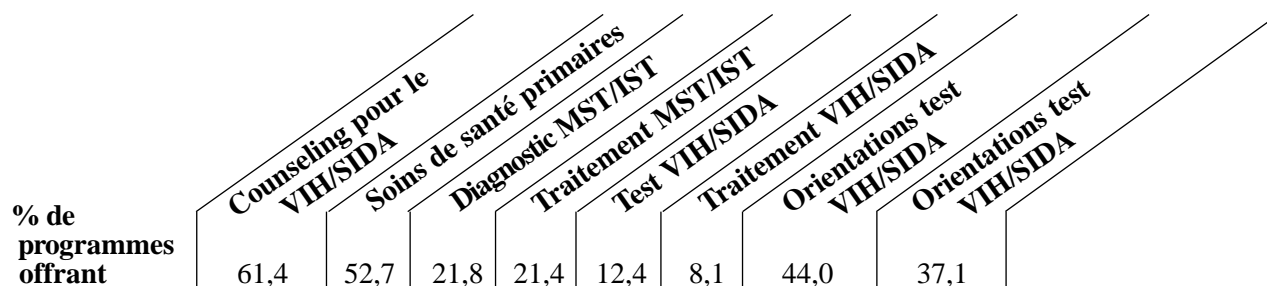 Counseling pour le
VIH/SIDA
Soins de santé primaires
Diagnostic MST/IST
Traitement MST/IST
Test VIH/SIDA
Traitement VIH/SIDA
Orientations test
VIH/SIDA
Orientations test
VIH/SIDA
% de
programmes
offrant
61,4 52,7 21,8 21,4 12,4 8,1 44,0 37,1